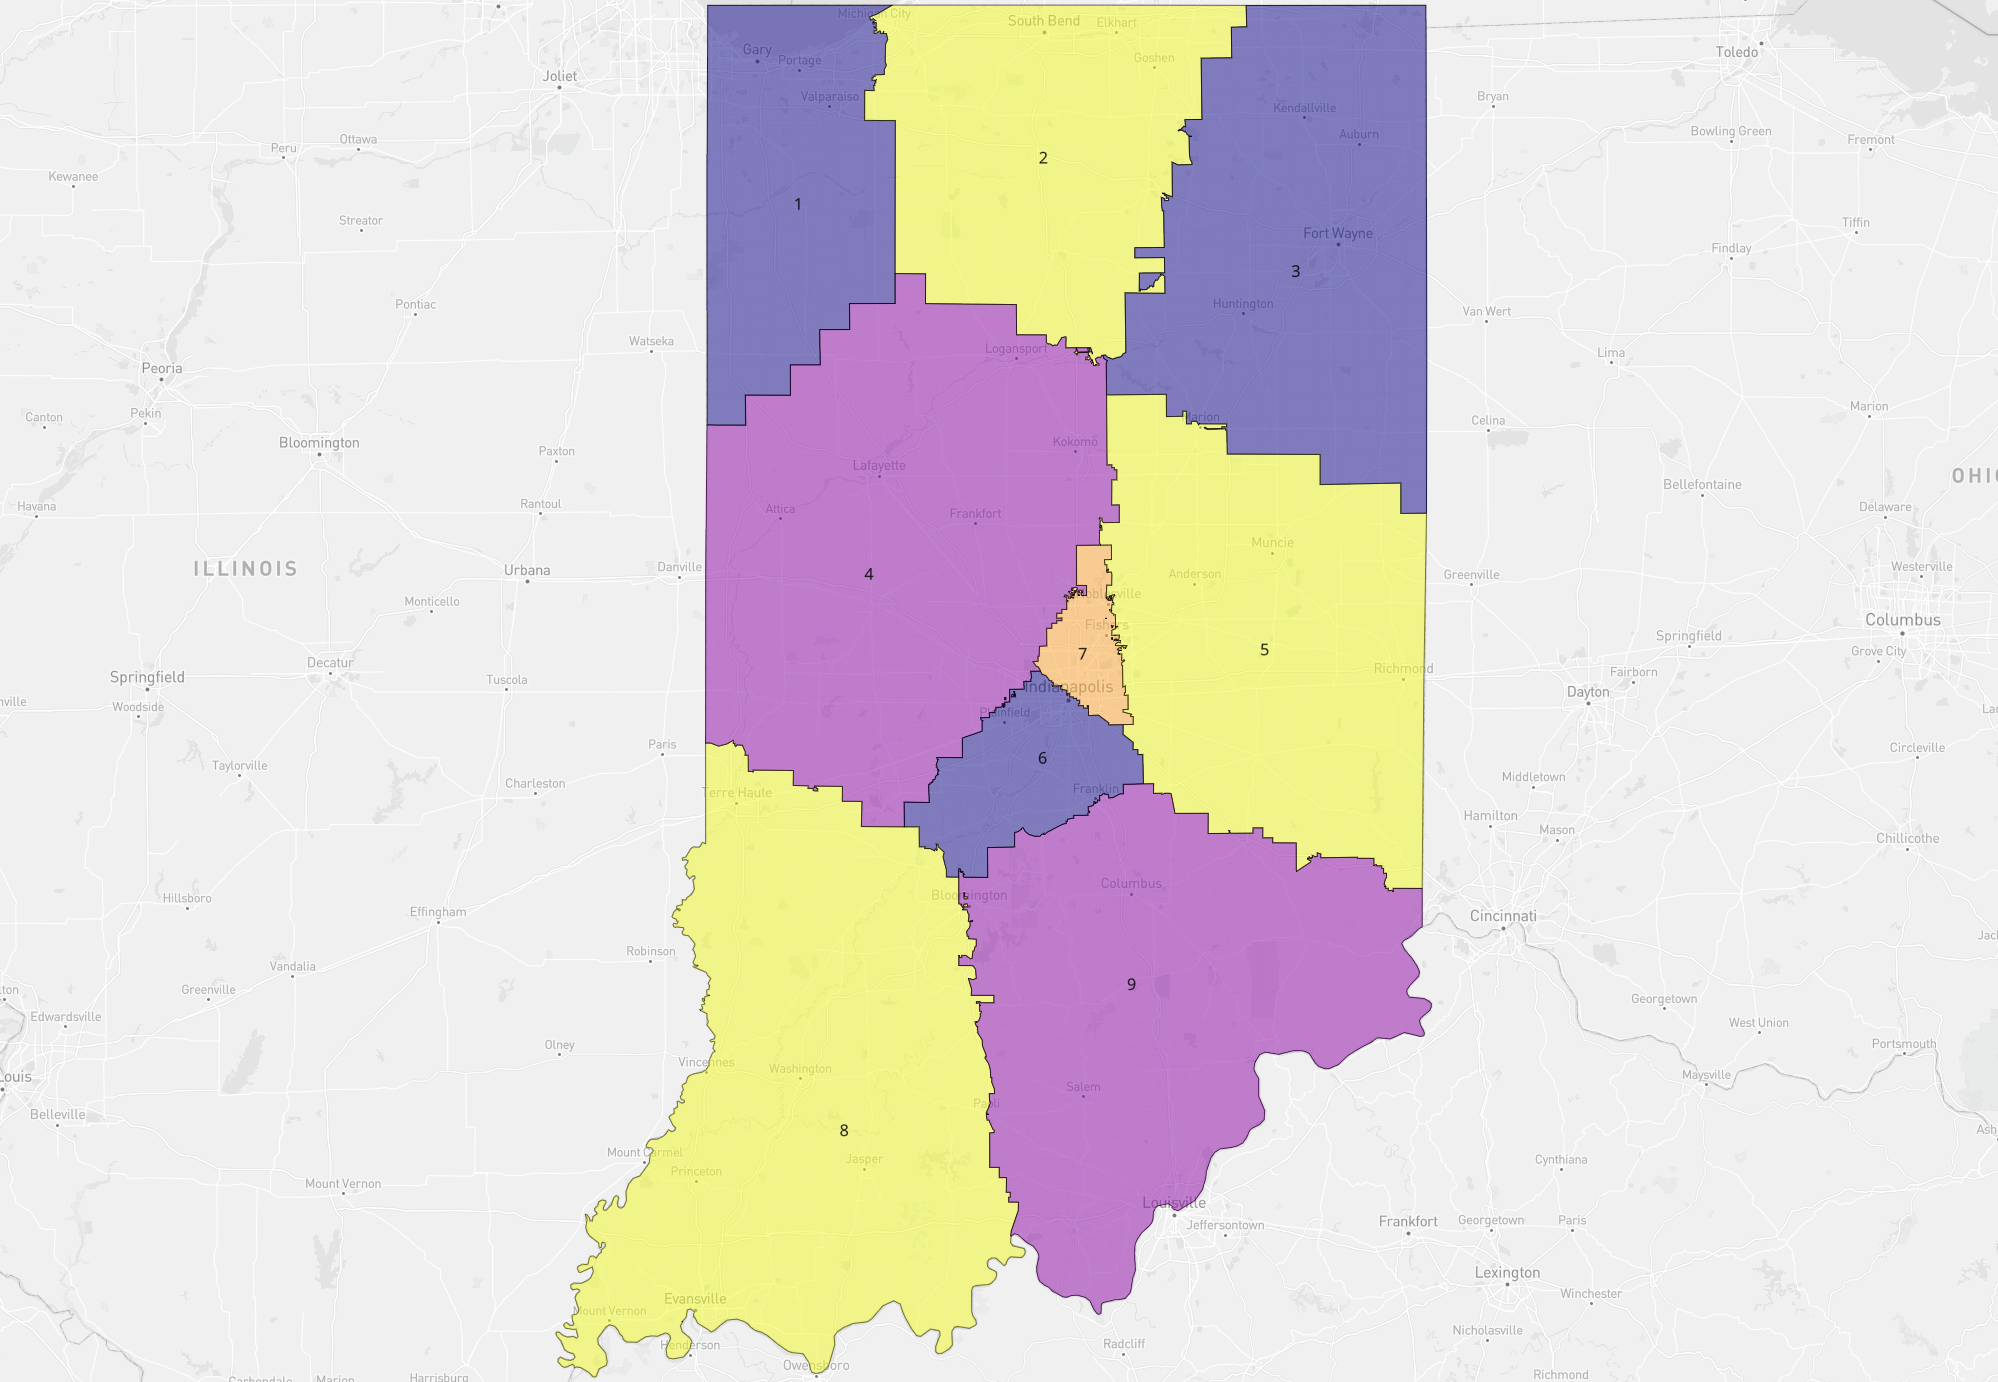 Michigan City
South Bend
Elkhart
Gary
Portage
Goshen
Toledo
Joliet
Valparaiso
Kendallville
Bryan
Auburn
Bowling Green
Fremont
Ottawa
Peru
Kewanee
2
1
Streator
Fort Wayne
Tiffin
Findlay
3
Pontiac
Huntington
Van Wert
Watseka
Logansport
Lima
Peoria
Canton
Pekin
Marion
Marion
Celina
Bloomington
Kokomo
Paxton
Lafayette
OHIO
Bellefontaine
Havana
Rantoul
Attica
Frankfort
Delaware
Muncie
ILLINOIS
Urbana
Danville
4
Anderson
Greenville
Westerville
Monticello
Noblesville
Columbus
Fishers
Springfield
Decatur
7
5
Grove City
Springfield
Tuscola
Indianapolis
Richmond
Fairborn
Dayton
Woodside
Plainfield
Paris
Circleville
Taylorville
6
Charleston
Terre Haute
Franklin
Middletown
Hamilton
Mason
Chillicothe
Hillsboro
Effingham
Bloomington
Columbus
Cincinnati
Robinson
Vandalia
Greenville
9
Georgetown
Edwardsville
West Union
Olney
Vincennes
Washington
Portsmouth
Louis
Salem
Maysville
Belleville
Paoli
8
Mount Carmel
Jasper
Princeton
Cynthiana
Mount Vernon
Louisville
Jeffersontown
Frankfort
Georgetown
Paris
Lexington
Winchester
Evansville
Mount Vernon
Henderson
Owensboro
Radcliff
Nicholasville
Richmond
Carbondale
Marion
Harrisburg